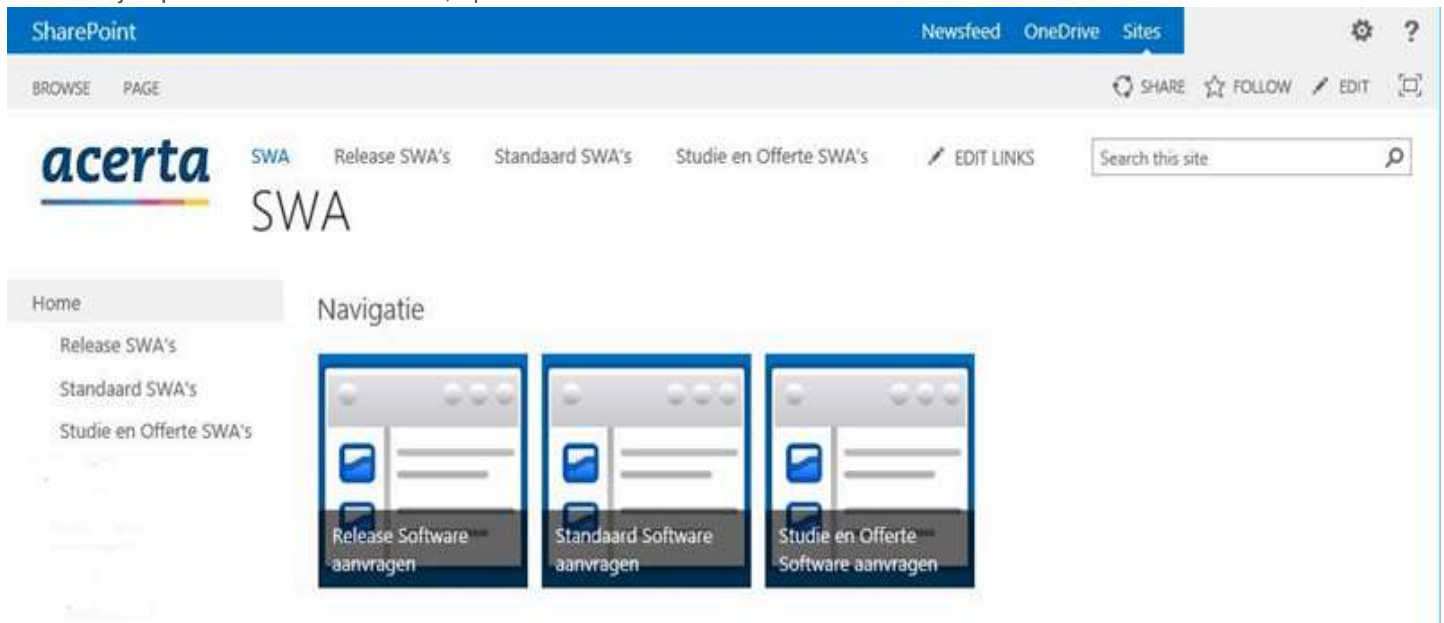 SharePoint
Newsfeed OneDrive Sites ?
BROWSE PAGE
SHARE FOLLOW EDIT
acerta
SWA Release SWA's Standaard SWA's Studie en Offerte SWA's EDIT LINKS
Search this site
SWA
Home
Release SWA's
Standaard SWA's
Studie en Offerte SWA's
Navigatie
Release Software
aanvragen
Standaard Software
aanvragen
Studie en Offerte
Software aanvragen